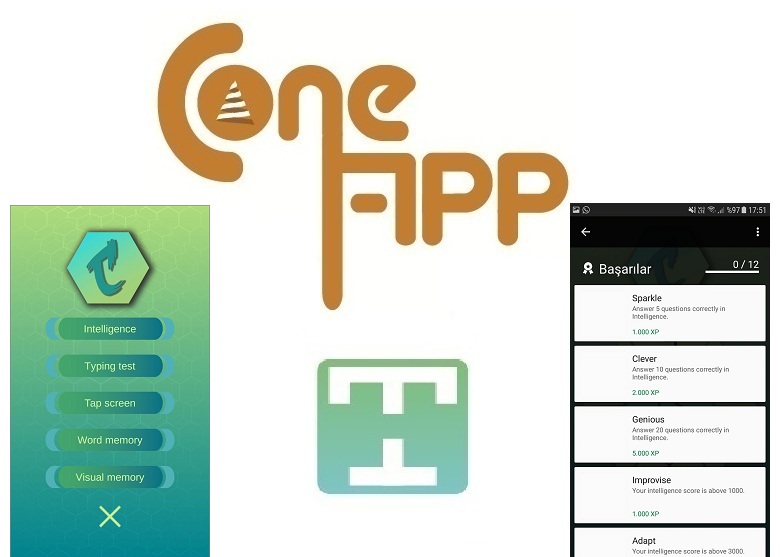 Cone
APP
Intelligence
Typing test
Tap screen
Word memory
Visual memory
%97 17:51
Başarılar
0 / 12
Sparkle
Answer 5 questions correctly in
Intelligence.
1.000 XP
Clever
Answer 10 questions correctly in
Intelligence.
2.000 XP
Genious
Answer 20 questions correctly in
Intelligence.
5.000 XP
Improvise
Your intelligence score is above 1000.
1.000 XP
Adapt
Your intelligence score is above 3000.